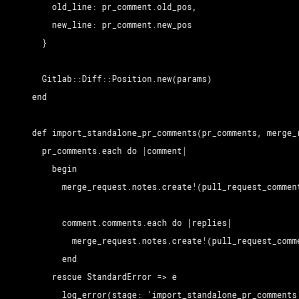 old_line: pr_comment.old_pos,
new_line: pr_comment.new_pos
}
Gitlab::Diff::Position.new(params)
end
def import_standalone_pr_comments(pr_comments, merge_r
pr_comments.each do |comment|
begin
merge_request.notes.create!(pull_request_comment
comment.comments.each do |replies|
merge_request.notes.create!(pull_request_comme
end
rescue StandardError => e
log_error(stage: 'import_standalone_pr_comments'